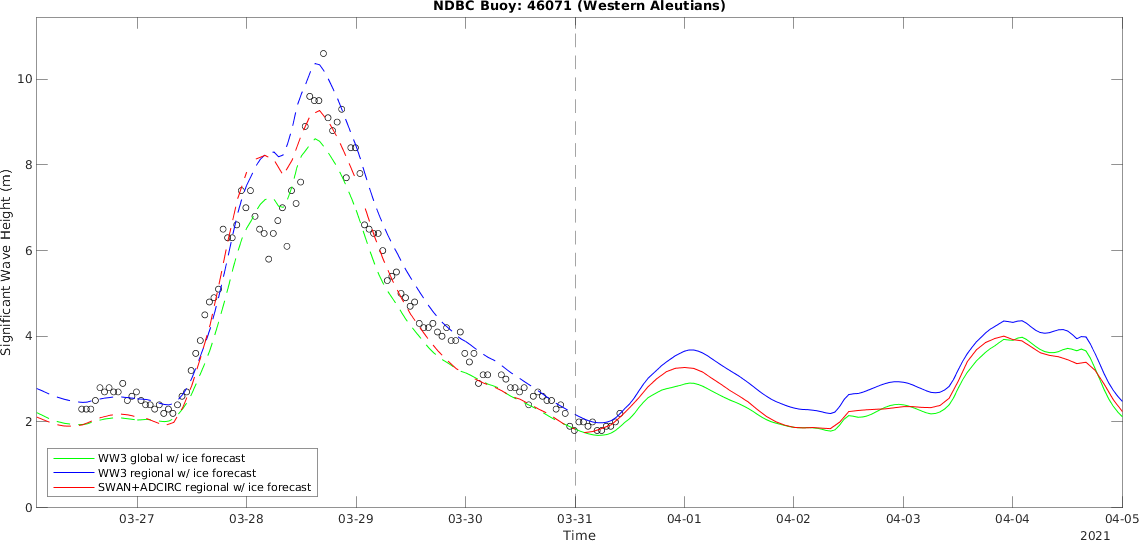 NDBC Buoy: 46071 (Western Aleutians)
Significant Wave Height (m)
10
8
6
4
2
0
WW3 global w/ ice forecast
WW3 regional w/ ice forecast
SWAN+ADCIRC regional w/ ice forecast
03-27 03-28 03-29 03-30 03-31 04-01 04-02 04-03 04-04 04-05
Time
2021